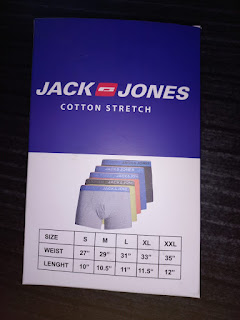 JACK JONES
COTTON STRETCH
SIZE S M L XL XXL
WEIST 27" 29" 31" 33" 35"
LENGHT 10" 10.5" 11" 11.5" 12"